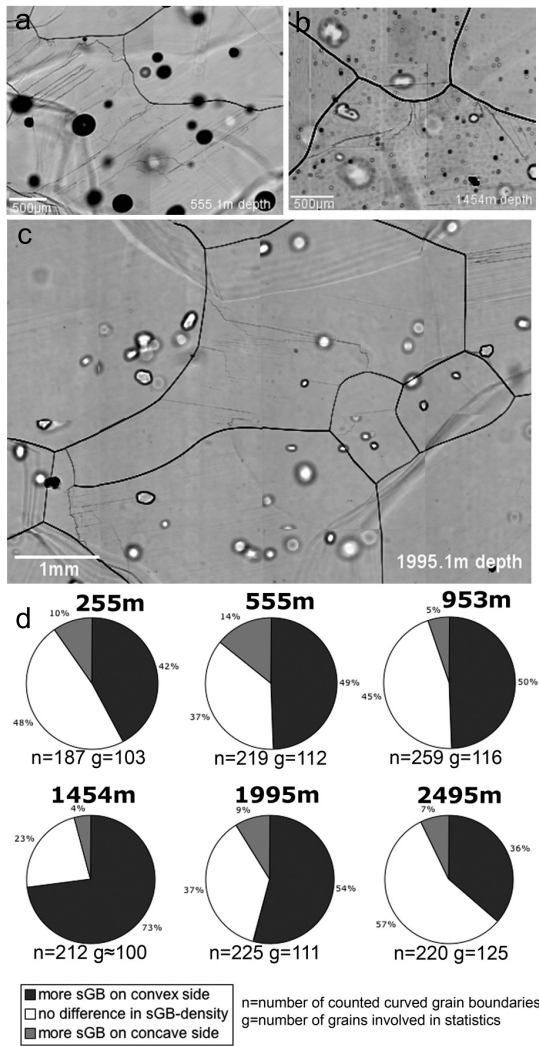 a
500µm
555.1m depth
b
500µm
1454m depth
c
1mm
1995.1m depth
d
255m
10%
42%
48%
n=187 g=103
555m
14%
49%
37%
n=219 g=112
953m
5%
50%
45%
n=259 g=116
1454m
4%
23%
73%
n=212 g≈100
1995m
9%
37%
54%
n=225 g=111
2495m
7%
36%
57%
n=220 g=125
more sGB on convex side
no difference in sGB-density
more sGB on concave side
n=number of counted curved grain boundaries
g=number of grains involved in statistics